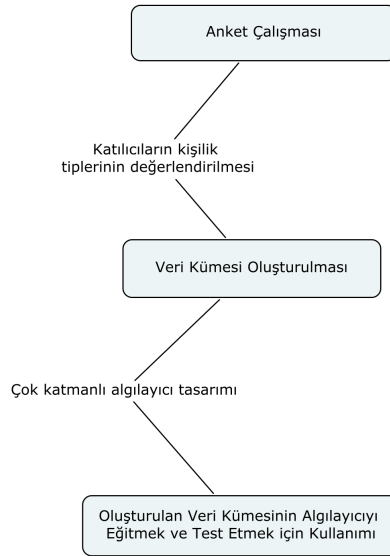 Anket Çalışması
Katılıcıların kişilik
tiplerinin değerlendirilmesi
Veri Kümesi Oluşturulması
Çok katmanlı algılayıcı tasarımı
Oluşturulan Veri Kümesinin Algılayıcıyı
Eğitmek ve Test Etmek için Kullanımı